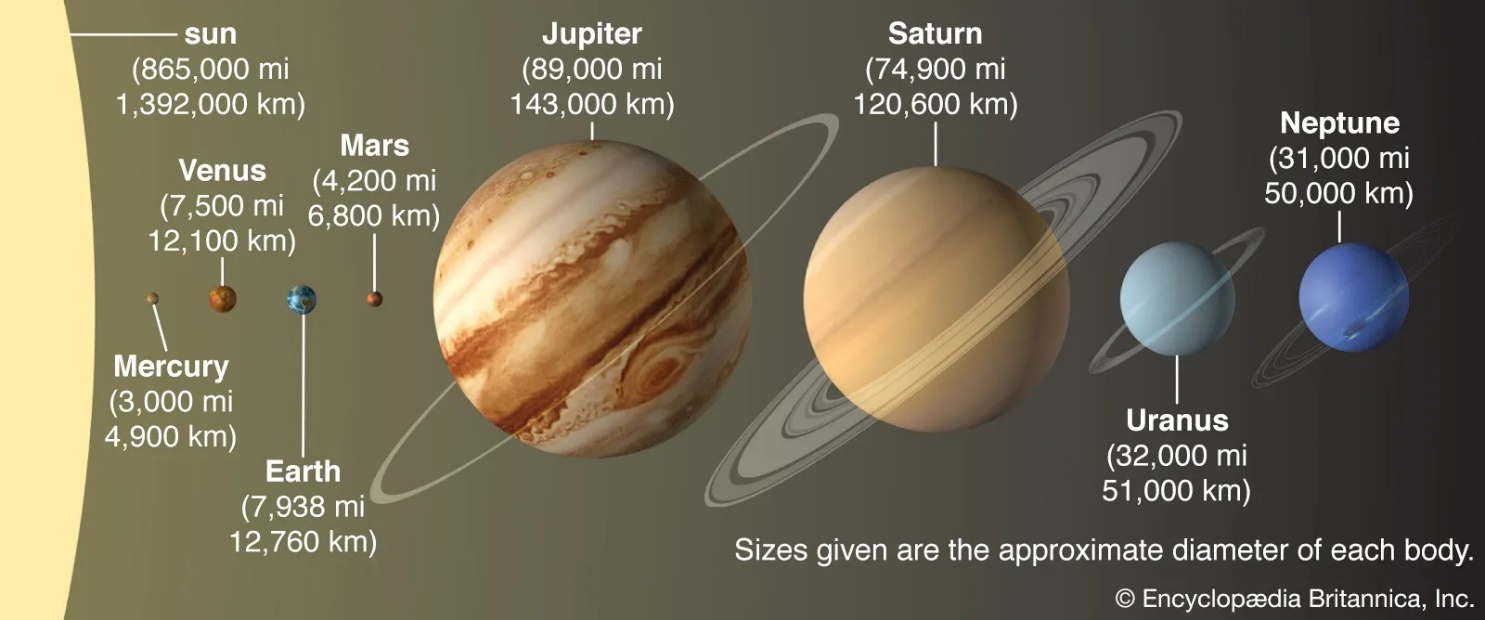 sun
(865,000 mi
1,392,000 km)
Jupiter
(89,000 mi
143,000 km)
Saturn
(74,900 mi
120,600 km)
Neptune
(31,000 mi
50,000 km)
Mars
(4,200 mi
6,800 km)
Venus
(7,500 mi
12,100 km)
Mercury
(3,000 mi
4,900 km)
Earth
(7,938 mi
12,760 km)
Uranus
(32,000 mi
51,000 km)
Sizes given are the approximate diameter of each body.
© Encyclopædia Britannica, Inc.